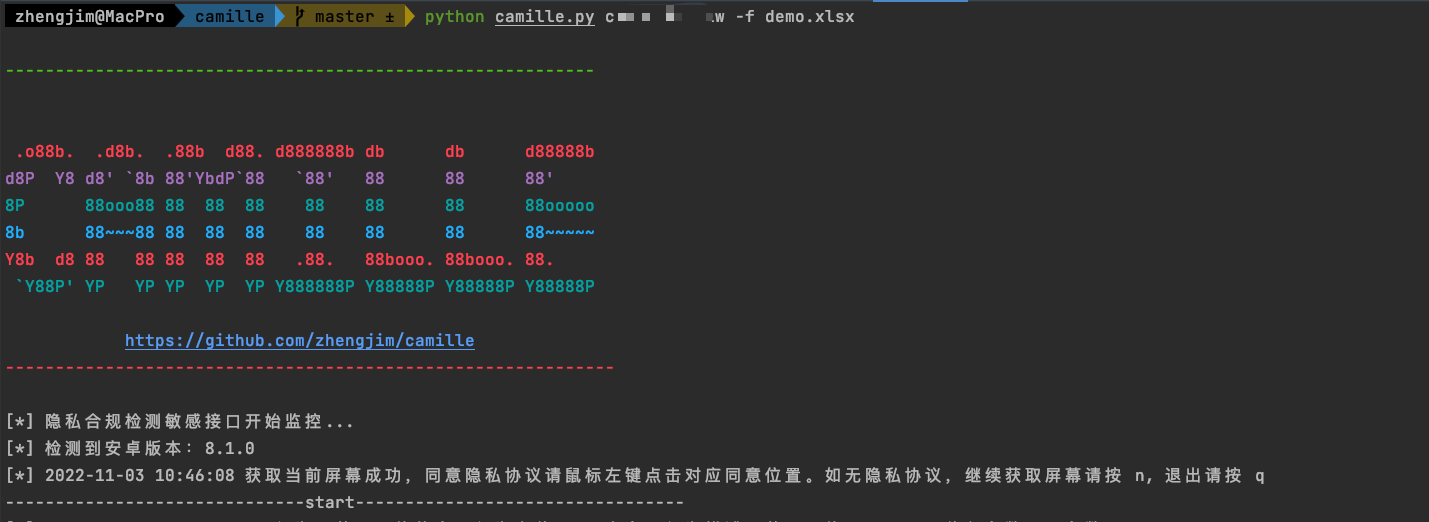 zhengjim@MacPro camille master ± python camille.py c w -f demo.xlsx
-----------------------------------------------------------
 .o88b.  .d8b.  .88b  d88. d888888b db      db      d88888b
d8P  Y8 d8' `8b 88'YbdP`88   `88'   88      88      88'
8P      88ooo88 88  88  88    88    88      88      88ooooo
8b      88~~~88 88  88  88    88    88      88      88~~~~~
Y8b  d8 88   88 88  88  88   .88.   88booo. 88booo. 88.
 `Y88P' YP   YP YP  YP  YP Y888888P Y88888P Y88888P Y88888P
https://github.com/zhengjim/camille
-------------------------------------------------------------
[*] 隐私合规检测敏感接口开始监控...
[*] 检测到安卓版本：8.1.0
[*] 2022-11-03 10:46:08 获取当前屏幕成功，同意隐私协议请鼠标左键点击对应同意位置。如无隐私协议，继续获取屏幕请按 n, 退出请按 q
------------------------------start---------------------------------